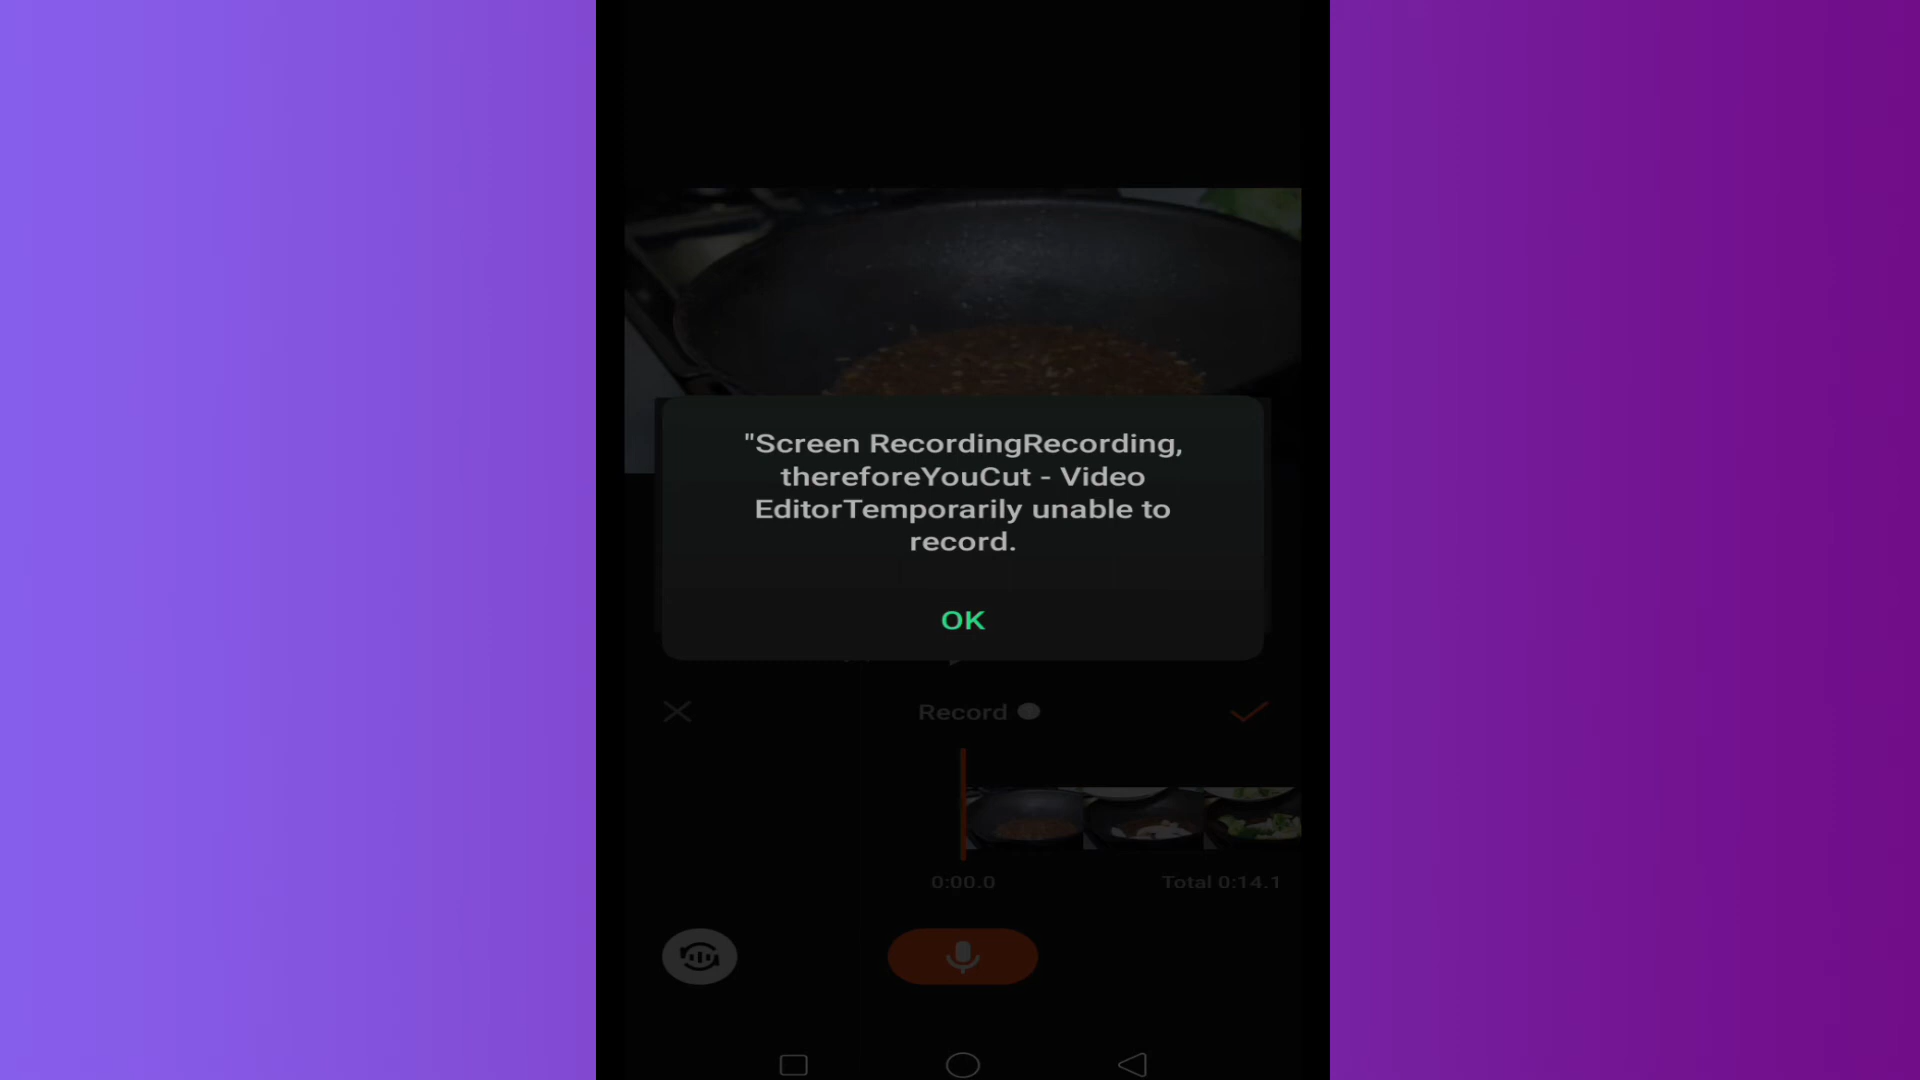 "Screen RecordingRecording,
thereforeYouCut - Video
EditorTemporarily unable to
record.
OK
Record
0:00.0
Total 0:14.1